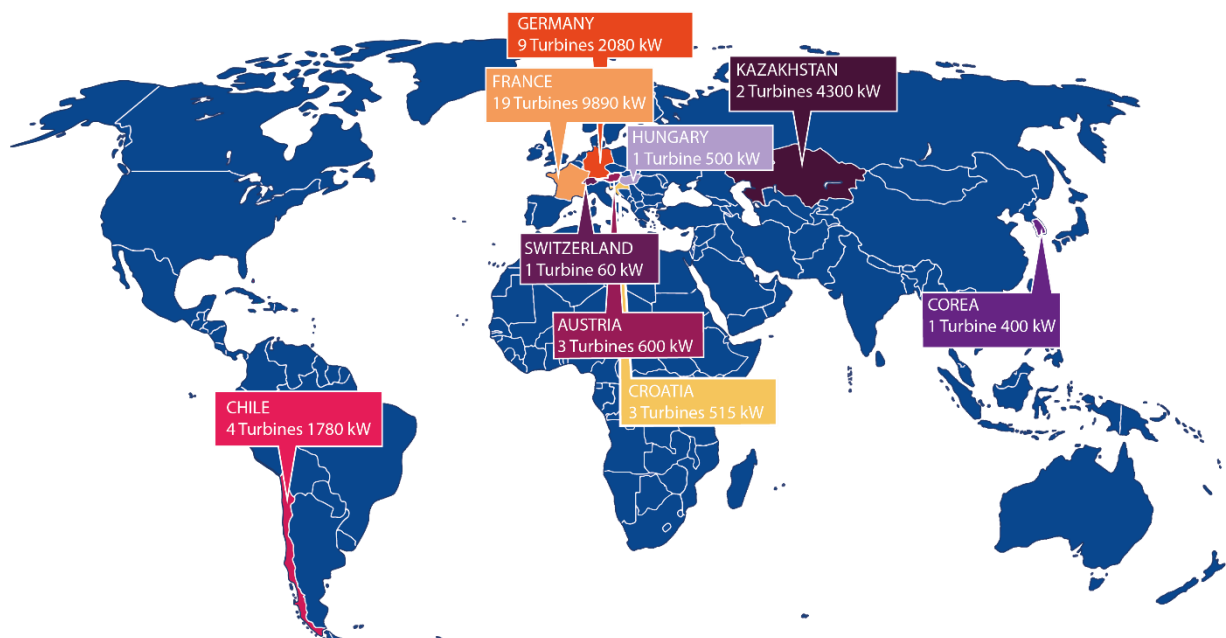 GERMANY
9 Turbines 2080 kW
FRANCE
19 Turbines 9890 kW
KAZAKHSTAN
2 Turbines 4300 kW
HUNGARY
1 Turbine 500 kW
SWITZERLAND
1 Turbine 60 kW
COREA
1 Turbine 400 kW
AUSTRIA
3 Turbines 600 kW
CROATIA
3 Turbines 515 kW
CHILE
4 Turbines 1780 kW